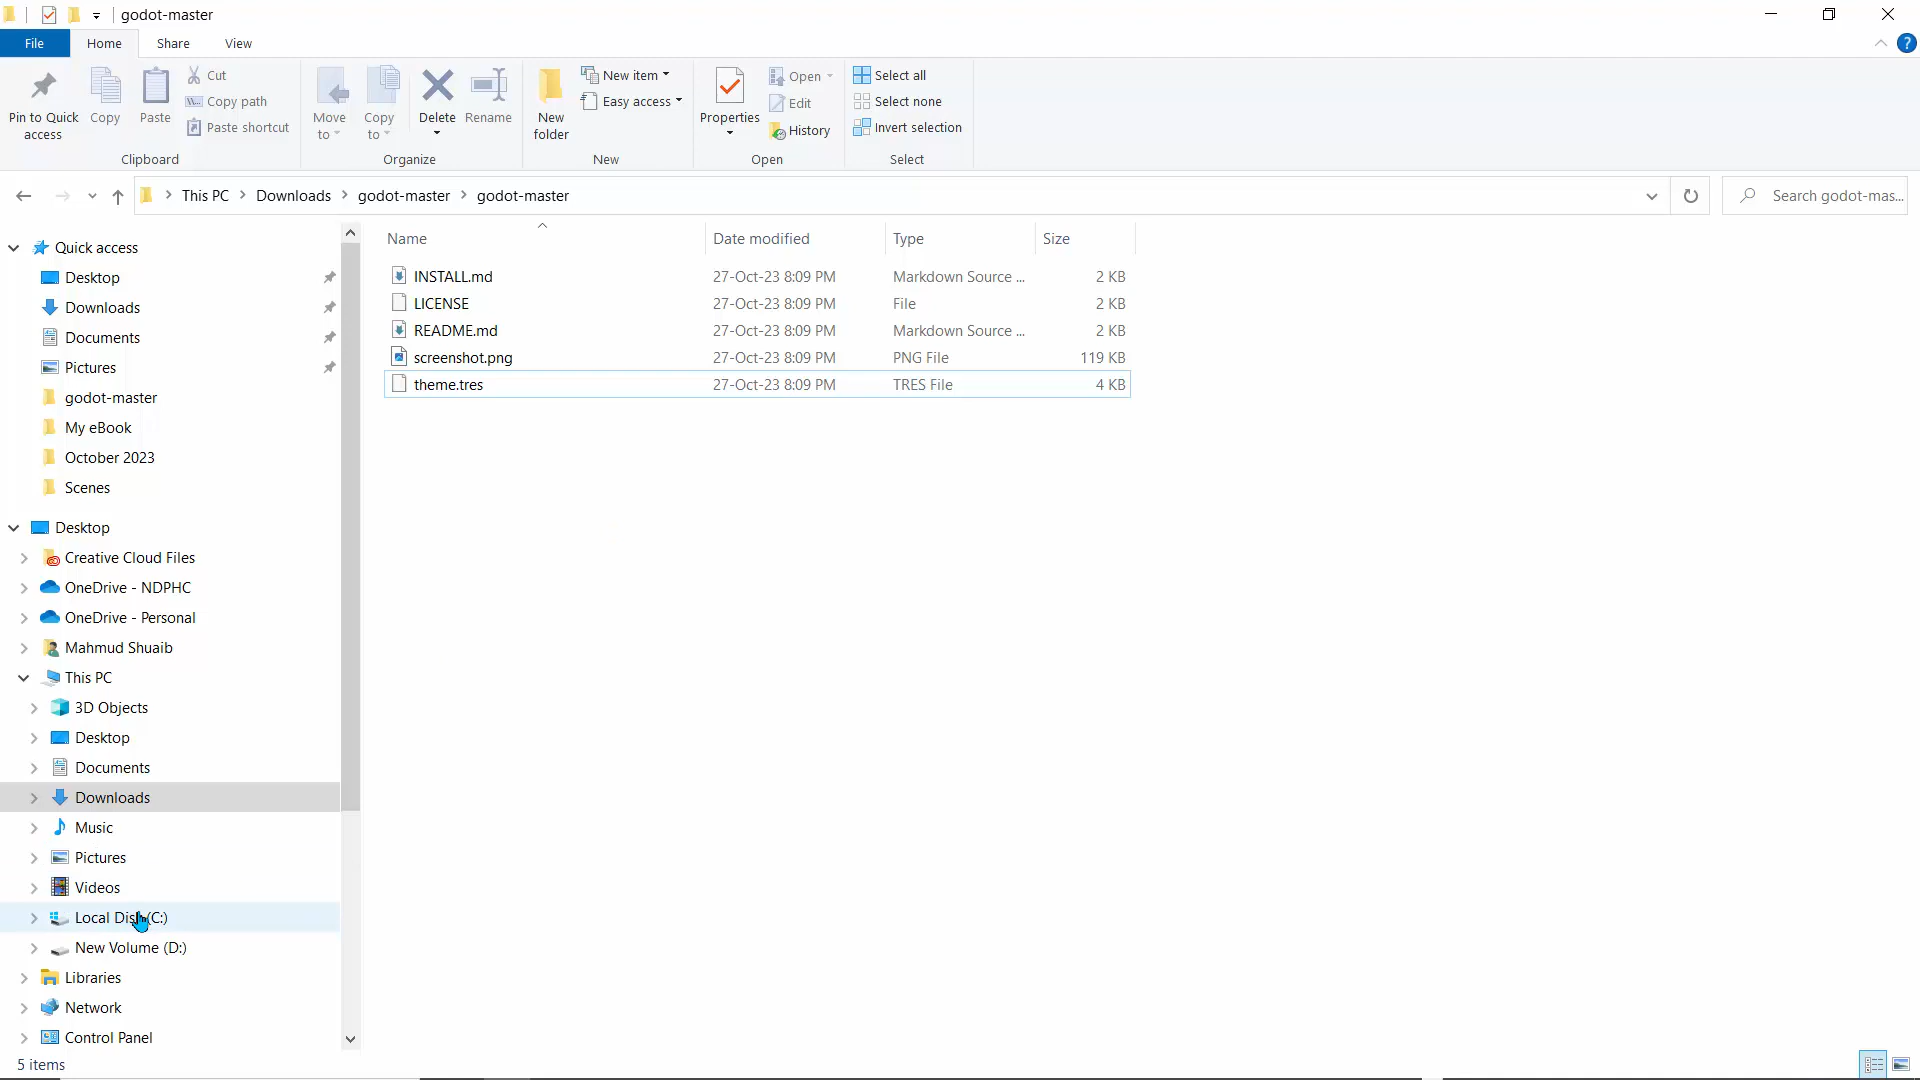 godot-master
File Home Share View
?
Pin to Quick access
Copy
Paste
Cut
Copy path
Paste shortcut
Clipboard
Move to
Copy to
Delete
Rename
Organize
New folder
New item
Easy access
New
Properties
Open
Edit
History
Open
Select all
Select none
Invert selection
Select
This PC Downloads godot-master godot-master
Search godot-mas...
Name Date modified Type Size
INSTALL.md 27-Oct-23 8:09 PM Markdown Source ... 2 KB
LICENSE 27-Oct-23 8:09 PM File 2 KB
README.md 27-Oct-23 8:09 PM Markdown Source ... 2 KB
screenshot.png 27-Oct-23 8:09 PM PNG File 119 KB
theme.tres 27-Oct-23 8:09 PM TRES File 4 KB
Quick access
Desktop
Downloads
Documents
Pictures
godot-master
My eBook
October 2023
Scenes
Desktop
Creative Cloud Files
OneDrive - NDPHC
OneDrive - Personal
Mahmud Shuaib
This PC
3D Objects
Desktop
Documents
Downloads
Music
Pictures
Videos
Local Disk (C:)
New Volume (D:)
Libraries
Network
Control Panel
5 items